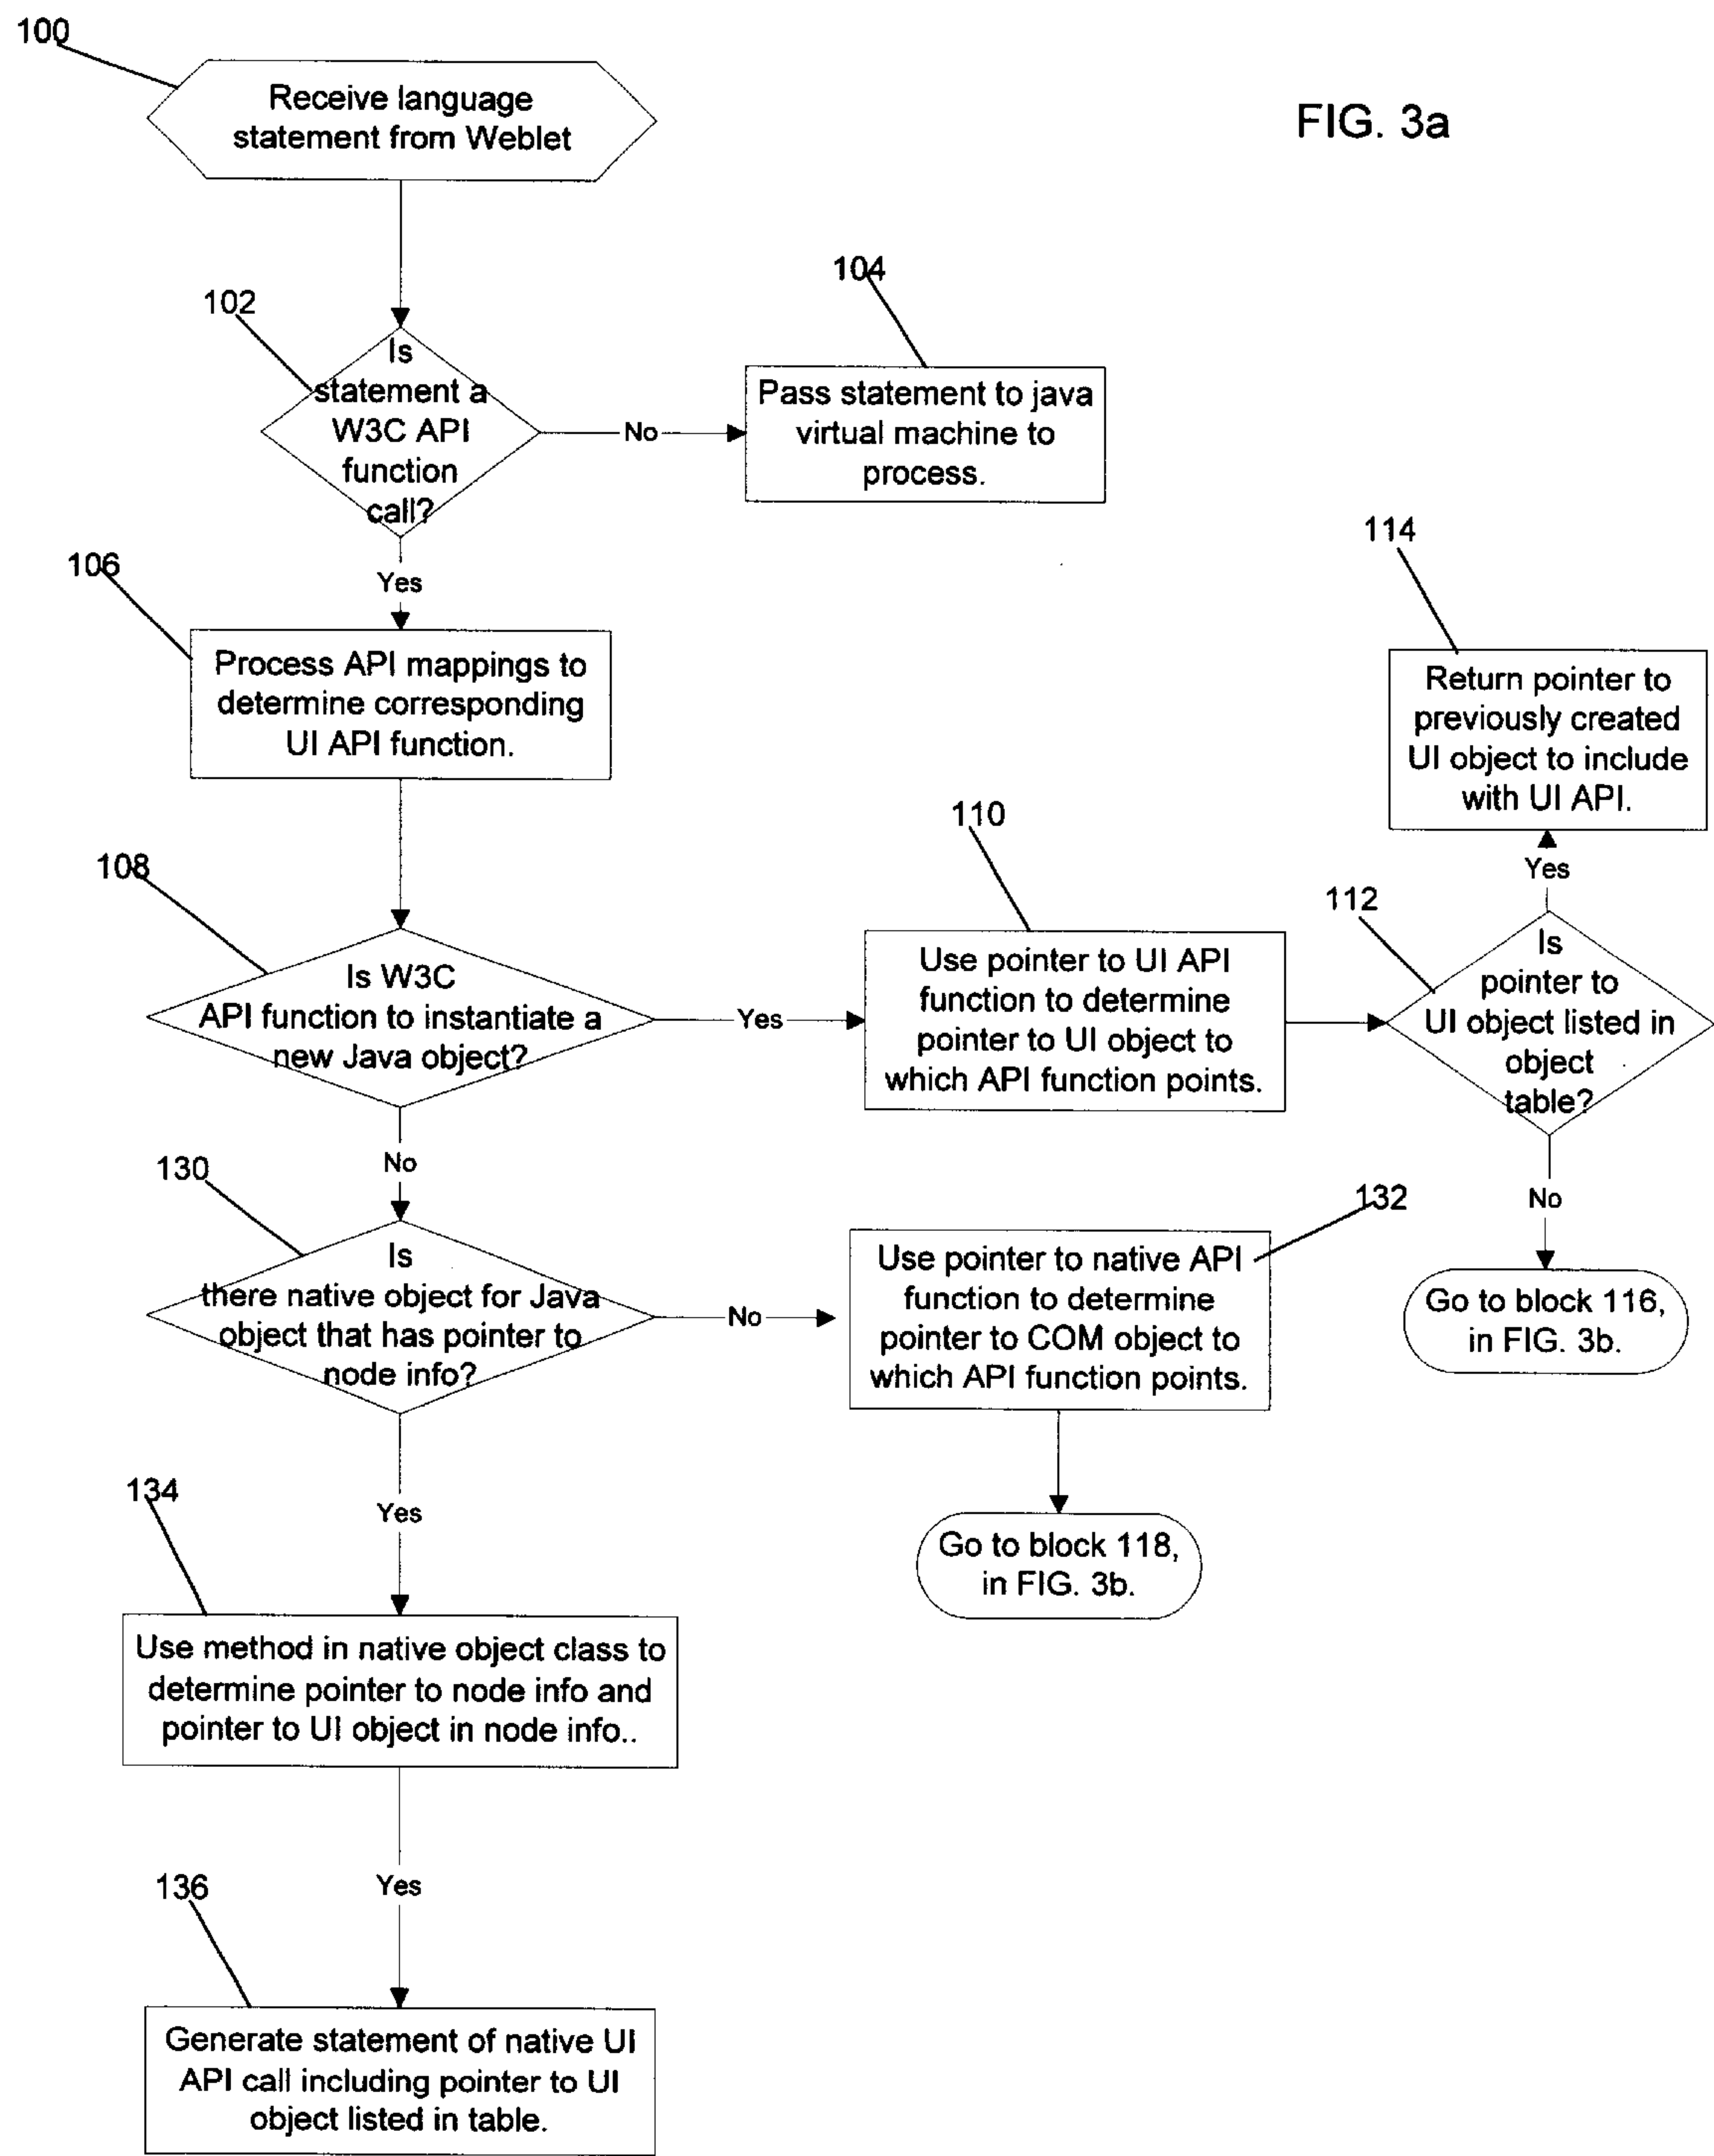 100
Receive language
statement from Weblet
FIG. 3a
102
Is
statement a
W3C API
function
call?
No
104
Pass statement to java
virtual machine to
process.
Yes
106
Process API mappings to
determine corresponding
UI API function.
108
Is W3C
API function to instantiate a
new Java object?
Yes
110
Use pointer to UI API
function to determine
pointer to UI object to
which API function points.
112
Is
pointer to
UI object listed in
object
table?
Yes
114
Return pointer to
previously created
UI object to include
with UI API.
No
Go to block 116,
in FIG. 3b.
No
130
Is
there native object for Java
object that has pointer to
node info?
No
132
Use pointer to native API
function to determine
pointer to COM object to
which API function points.
Go to block 118,
in FIG. 3b.
Yes
134
Use method in native object class to
determine pointer to node info and
pointer to UI object in node info..
Yes
136
Generate statement of native UI
API call including pointer to UI
object listed in table.